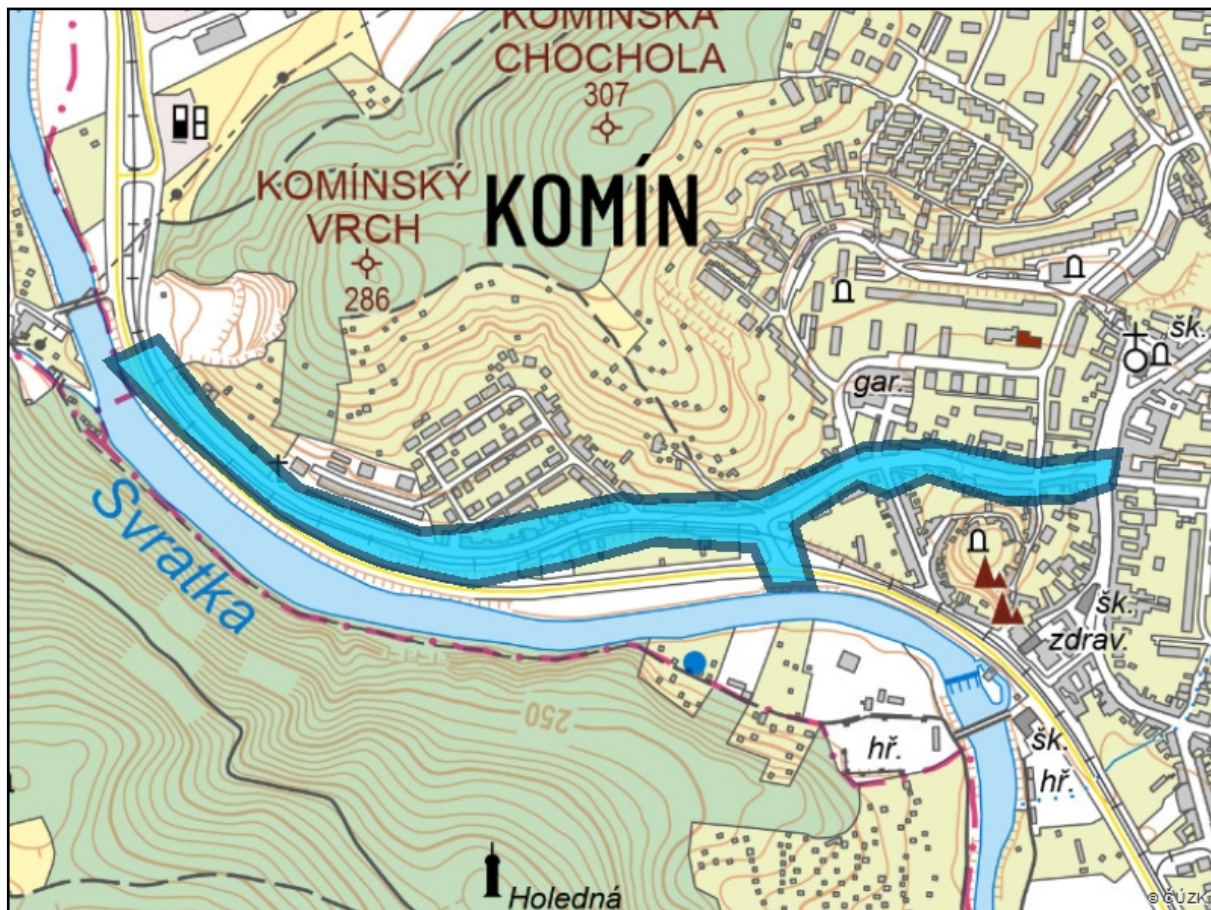 KOMÍNSKÁ
CHOCHOLA
307
KOMÍNSKÝ
VRCH
286
KOMÍN
šk.
gar.
Svratka
šk.
zdrav.
250
hř.
šk.
hř.
Holedná
© ČÚZK